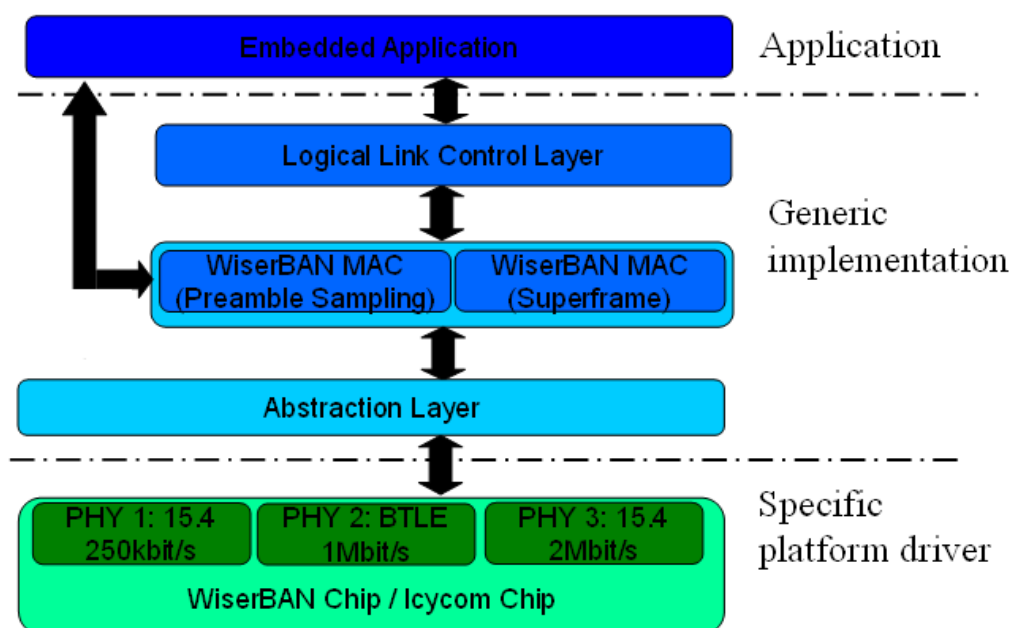 Embedded Application
Application
Logical Link Control Layer
Generic
implementation
WiserBAN MAC
(Preamble Sampling)
WiserBAN MAC
(Superframe)
Abstraction Layer
Specific
platform driver
PHY 1: 15.4
250kbit/s
PHY 2: BTLE
1Mbit/s
PHY 3: 15.4
2Mbit/s
WiserBAN Chip / Icycom Chip